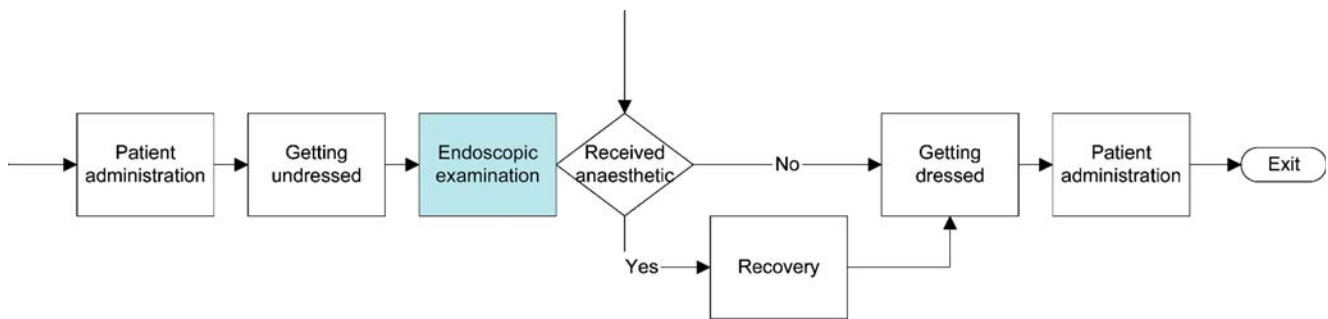 Patient
administration
Getting
undressed
Endoscopic
examination
Received
anaesthetic
No
Getting
dressed
Patient
administration
Exit
Yes
Recovery